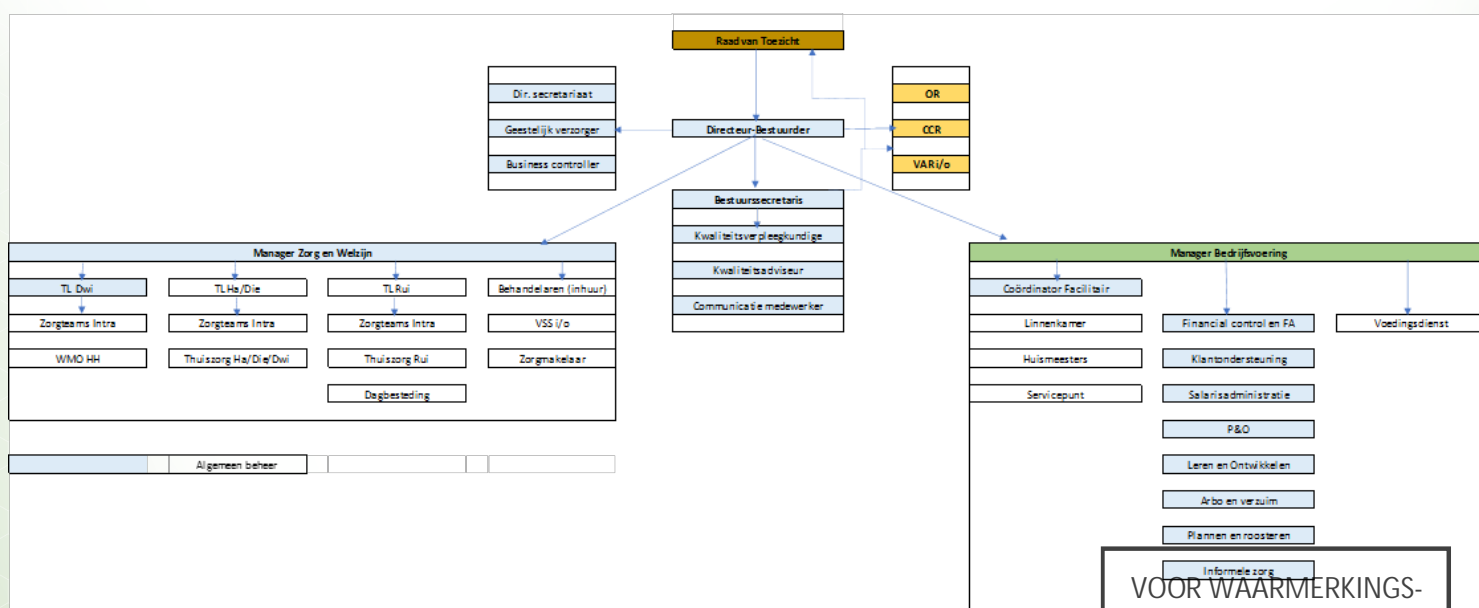 Raad van Toezicht
Dir. secretariaat
Geestelijk verzorger
Business controller
Directeur-Bestuurder
OR
CCR
VAR i/o
Bestuurssecretaris
Kwaliteitsverpleegkundige
Kwaliteitsadviseur
Communicatie medewerker
Manager Zorg en Welzijn
TL Dwi
Zorgteams Intra
WMO HH
TL Ha/Die
Zorgteams Intra
Thuiszorg Ha/Die/Dwi
TL Rui
Zorgteams Intra
Thuiszorg Rui
Dagbesteding
Behandelaren (inhuur)
VSS i/o
Zorgmakelaar
Algemeen beheer
Manager Bedrijfsvoering
Coördinator Facilitair
Linnenkamer
Huismeesters
Servicepunt
Financial control en FA
Klantondersteuning
Salarisadministratie
P&O
Leren en Ontwikkelen
Arbo en verzuim
Plannen en roosteren
Informele zorg
Voedingsdienst
VOOR WAARMERKINGS-